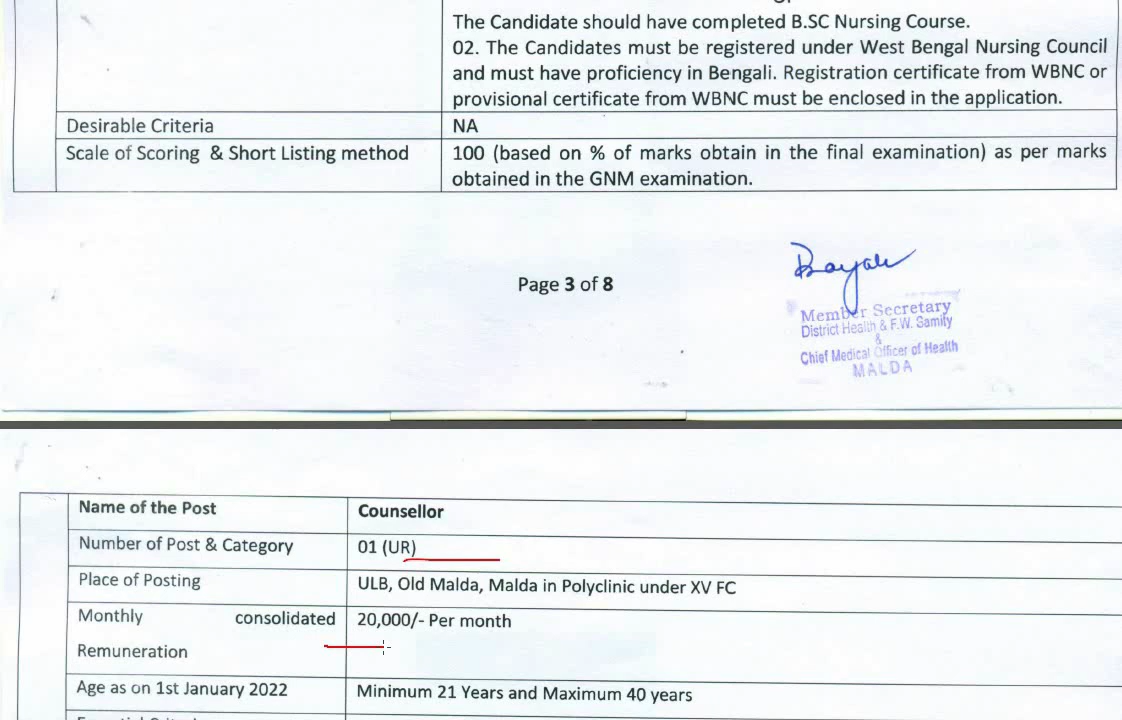 The Candidate should have completed B.SC Nursing Course.
02. The Candidates must be registered under West Bengal Nursing Council
and must have proficiency in Bengali. Registration certificate from WBNC or
provisional certificate from WBNC must be enclosed in the application.
Desirable Criteria NA
Scale of Scoring & Short Listing method 100 (based on % of marks obtain in the final examination) as per marks
obtained in the GNM examination.
Page 3 of 8
Member Secretary
District Health & F.W. Samity
&
Chief Medical Officer of Health
MALDA
Name of the Post Counsellor
Number of Post & Category 01 (UR)
Place of Posting ULB, Old Malda, Malda in Polyclinic under XV FC
Monthly consolidated 20,000/- Per month
Remuneration
Age as on 1st January 2022 Minimum 21 Years and Maximum 40 years